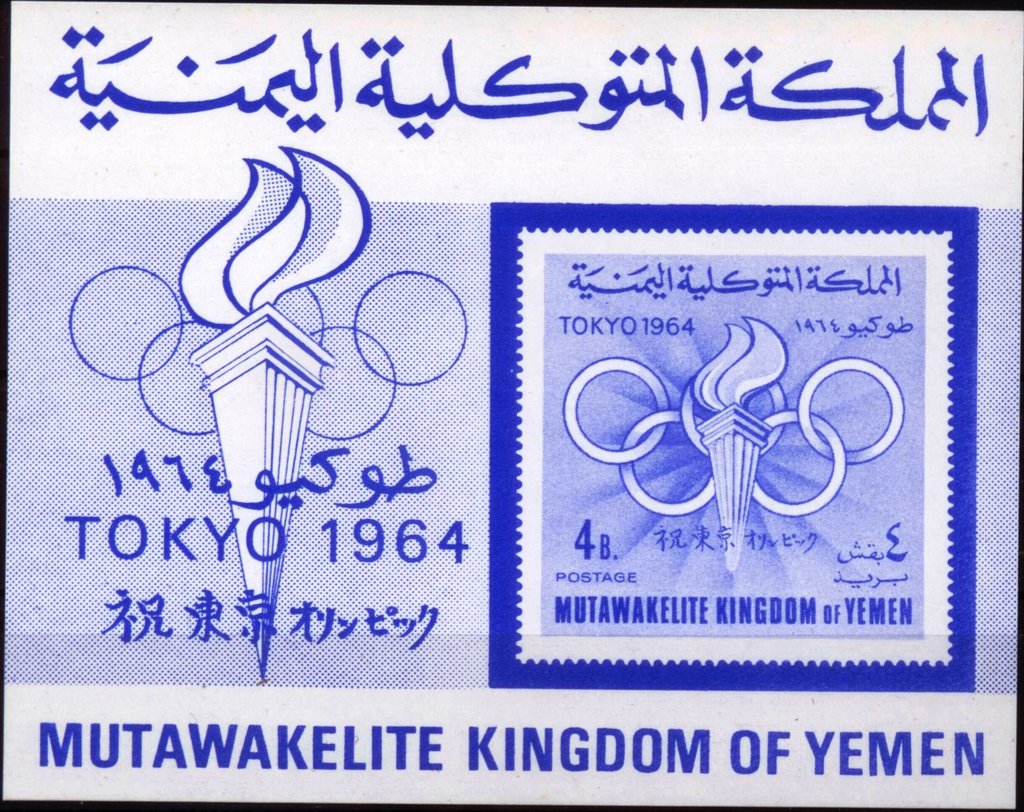 المملكة المتوكلية اليمنية
١٩٦٤ طوكيو
TOKYO 1964
祝 東京 オリンピック
المملكة المتوكلية اليمنية
TOKYO 1964
طوكيو ١٩٦٤
4 B.
祝 東京 オリンピック
٤ بقش
POSTAGE
بريد
MUTAWAKELITE KINGDOM OF YEMEN
MUTAWAKELITE KINGDOM OF YEMEN